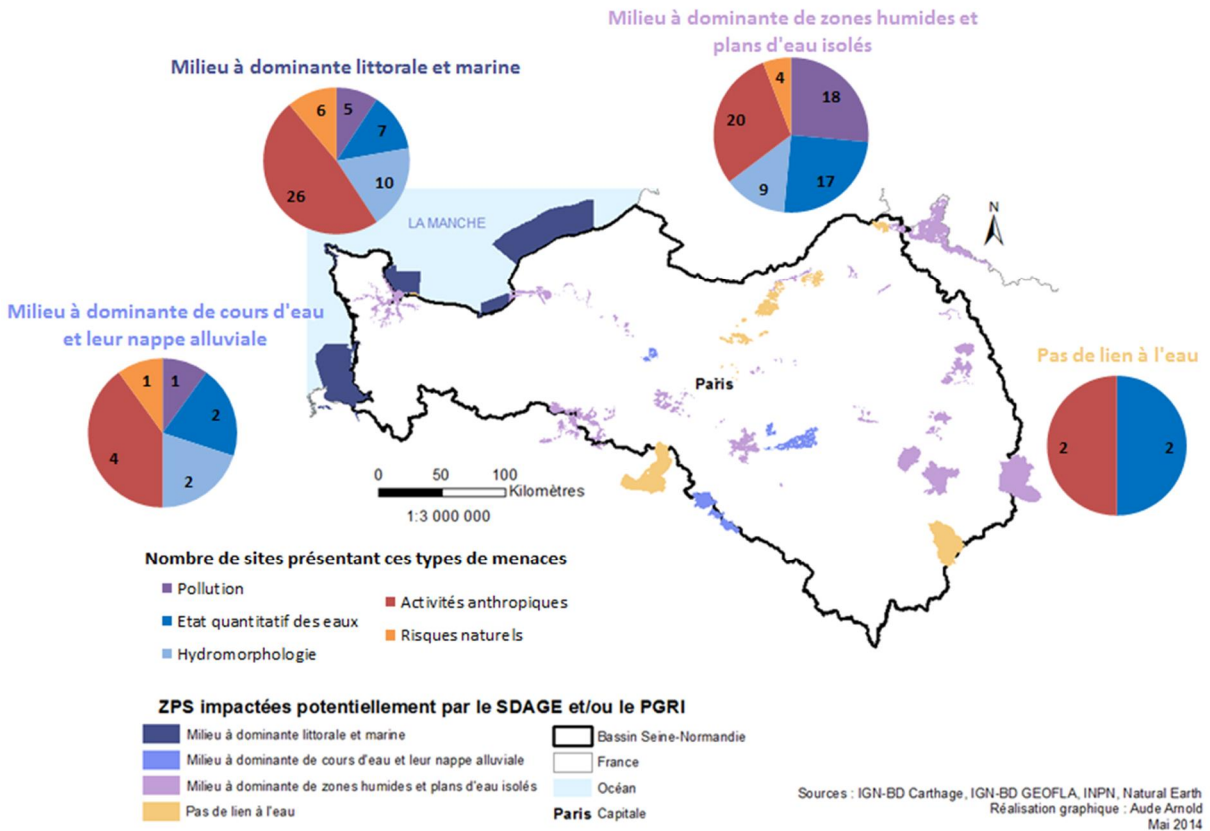 Milieu à dominante de zones humides et
plans d'eau isolés
4
18
20
9
17
Milieu à dominante littorale et marine
6
5
7
10
26
LA MANCHE
N
Milieu à dominante de cours d'eau
et leur nappe alluviale
1
1
2
4
2
Pas de lien à l'eau
2
2
Paris
0 50 100
Kilomètres
1:3 000 000
Nombre de sites présentant ces types de menaces
Pollution
Activités anthropiques
Etat quantitatif des eaux
Risques naturels
Hydromorphologie
ZPS impactées potentiellement par le SDAGE et/ou le PGRI
Milieu à dominante littorale et marine
Milieu à dominante de cours d'eau et leur nappe alluviale
Milieu à dominante de zones humides et plans d'eau isolés
Pas de lien à l'eau
Bassin Seine-Normandie
France
Océan
Paris Capitale
Sources : IGN-BD Carthage, IGN-BD GEOFLA, INPN, Natural Earth
Réalisation graphique : Aude Arnold
Mai 2014